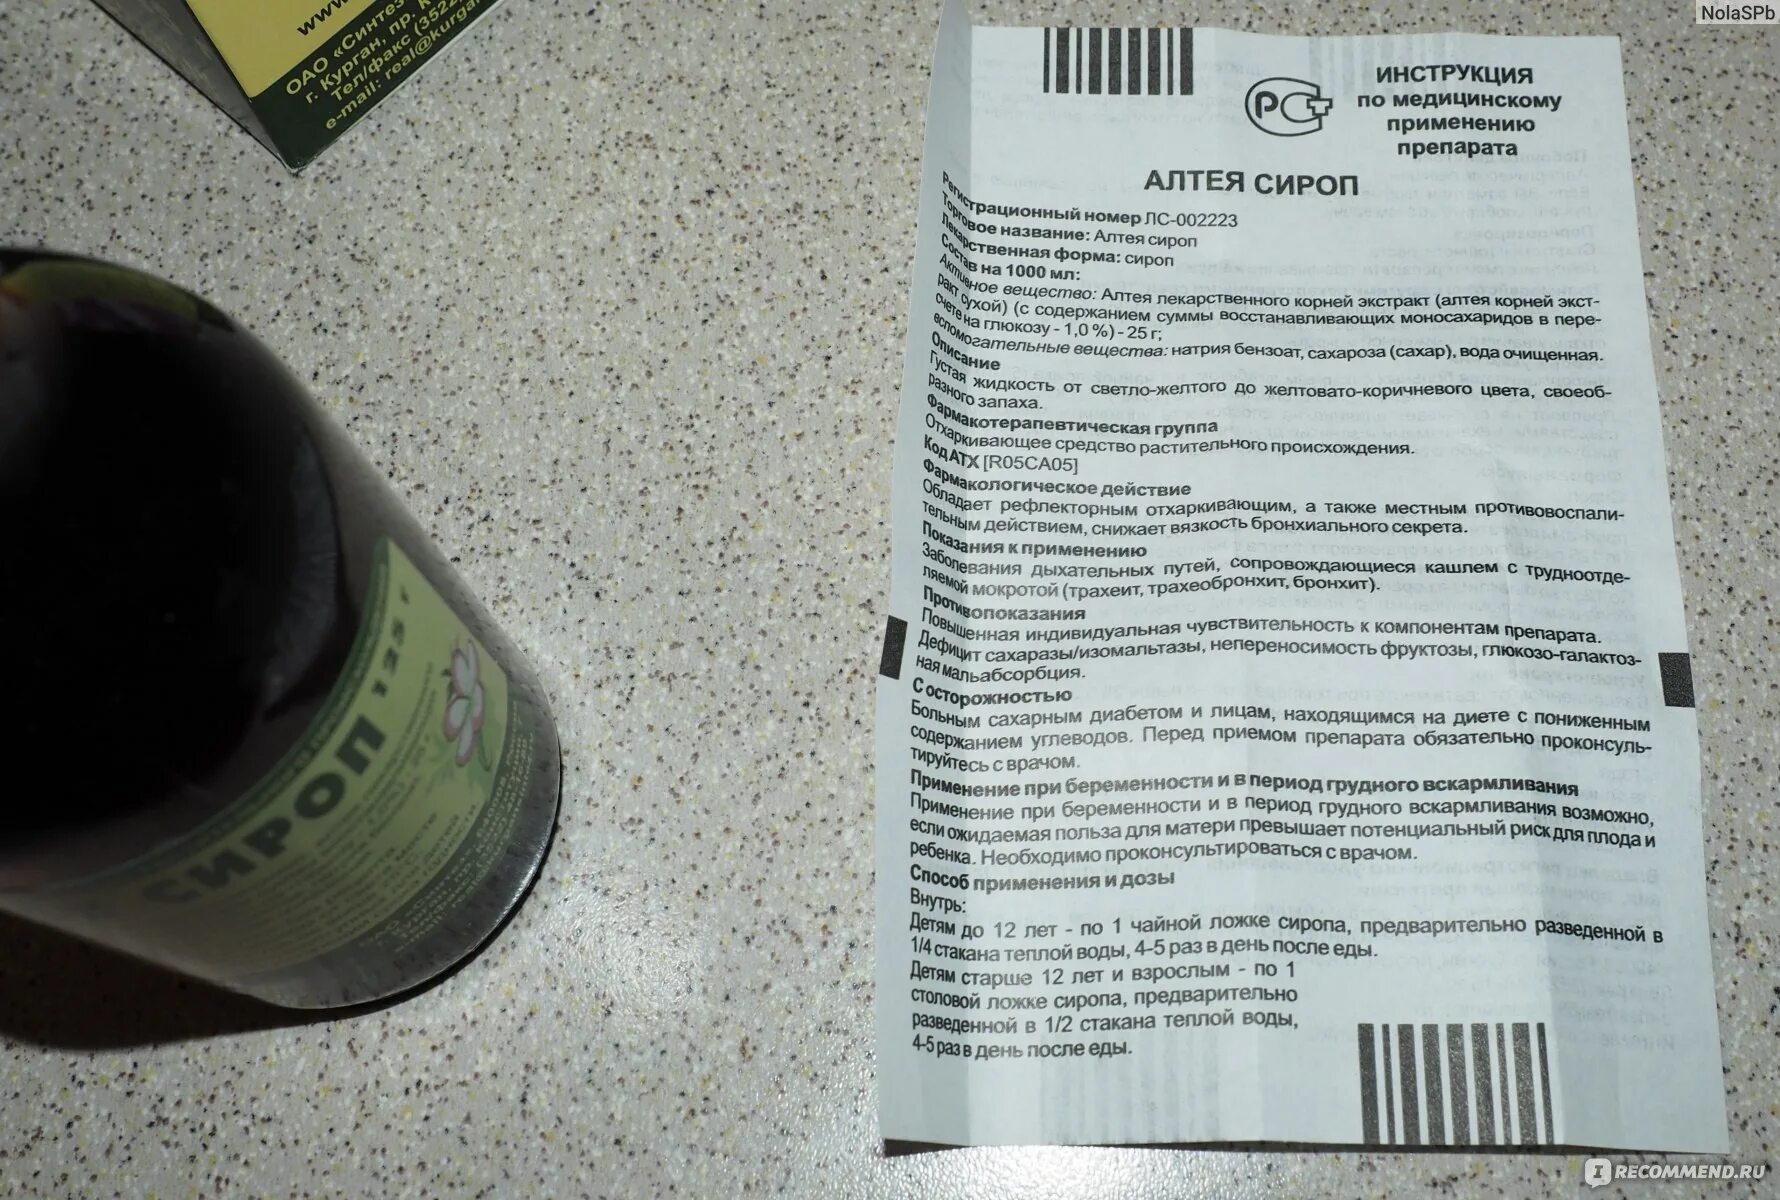 NolaSPb
www.
ОАО «Синтез
г. Курган, пр. К
Тел/факс (3522
e-mail: real@kurgan
СИРОП 125 г
ИНСТРУКЦИЯ
по медицинскому
применению
препарата
АЛТЕЯ СИРОП
Регистрационный номер ЛС-002223
Торговое название: Алтея сироп
Лекарственная форма: сироп
Состав на 1000 мл:
Активное вещество: Алтея лекарственного корней экстракт (алтея корней экст-
ракт сухой) (с содержанием суммы восстанавливающих моносахаридов в пере-
счете на глюкозу - 1,0 %) - 25 г;
вспомогательные вещества: натрия бензоат, сахароза (сахар), вода очищенная.
Описание
Густая жидкость от светло-желтого до желтовато-коричневого цвета, своеоб-
разного запаха.
Фармакотерапевтическая группа
Отхаркивающее средство растительного происхождения.
Код АТХ [R05CA05]
Фармакологическое действие
Обладает рефлекторным отхаркивающим, а также местным противовоспали-
тельным действием, снижает вязкость бронхиального секрета.
Показания к применению
Заболевания дыхательных путей, сопровождающиеся кашлем с трудноотде-
ляемой мокротой (трахеит, трахеобронхит, бронхит).
Противопоказания
Повышенная индивидуальная чувствительность к компонентам препарата.
Дефицит сахаразы/изомальтазы, непереносимость фруктозы, глюкозо-галактоз-
ная мальабсорбция.
С осторожностью
Больным сахарным диабетом и лицам, находящимся на диете с пониженным
содержанием углеводов. Перед приемом препарата обязательно проконсуль-
тируйтесь с врачом.
Применение при беременности и в период грудного вскармливания
Применение при беременности и в период грудного вскармливания возможно,
если ожидаемая польза для матери превышает потенциальный риск для плода и
ребенка. Необходимо проконсультироваться с врачом.
Способ применения и дозы
Внутрь:
Детям до 12 лет - по 1 чайной ложке сиропа, предварительно разведенной в
1/4 стакана теплой воды, 4-5 раз в день после еды.
Детям старше 12 лет и взрослым - по 1
столовой ложке сиропа, предварительно
разведенной в 1/2 стакана теплой воды,
4-5 раз в день после еды.
RECOMMEND.RU